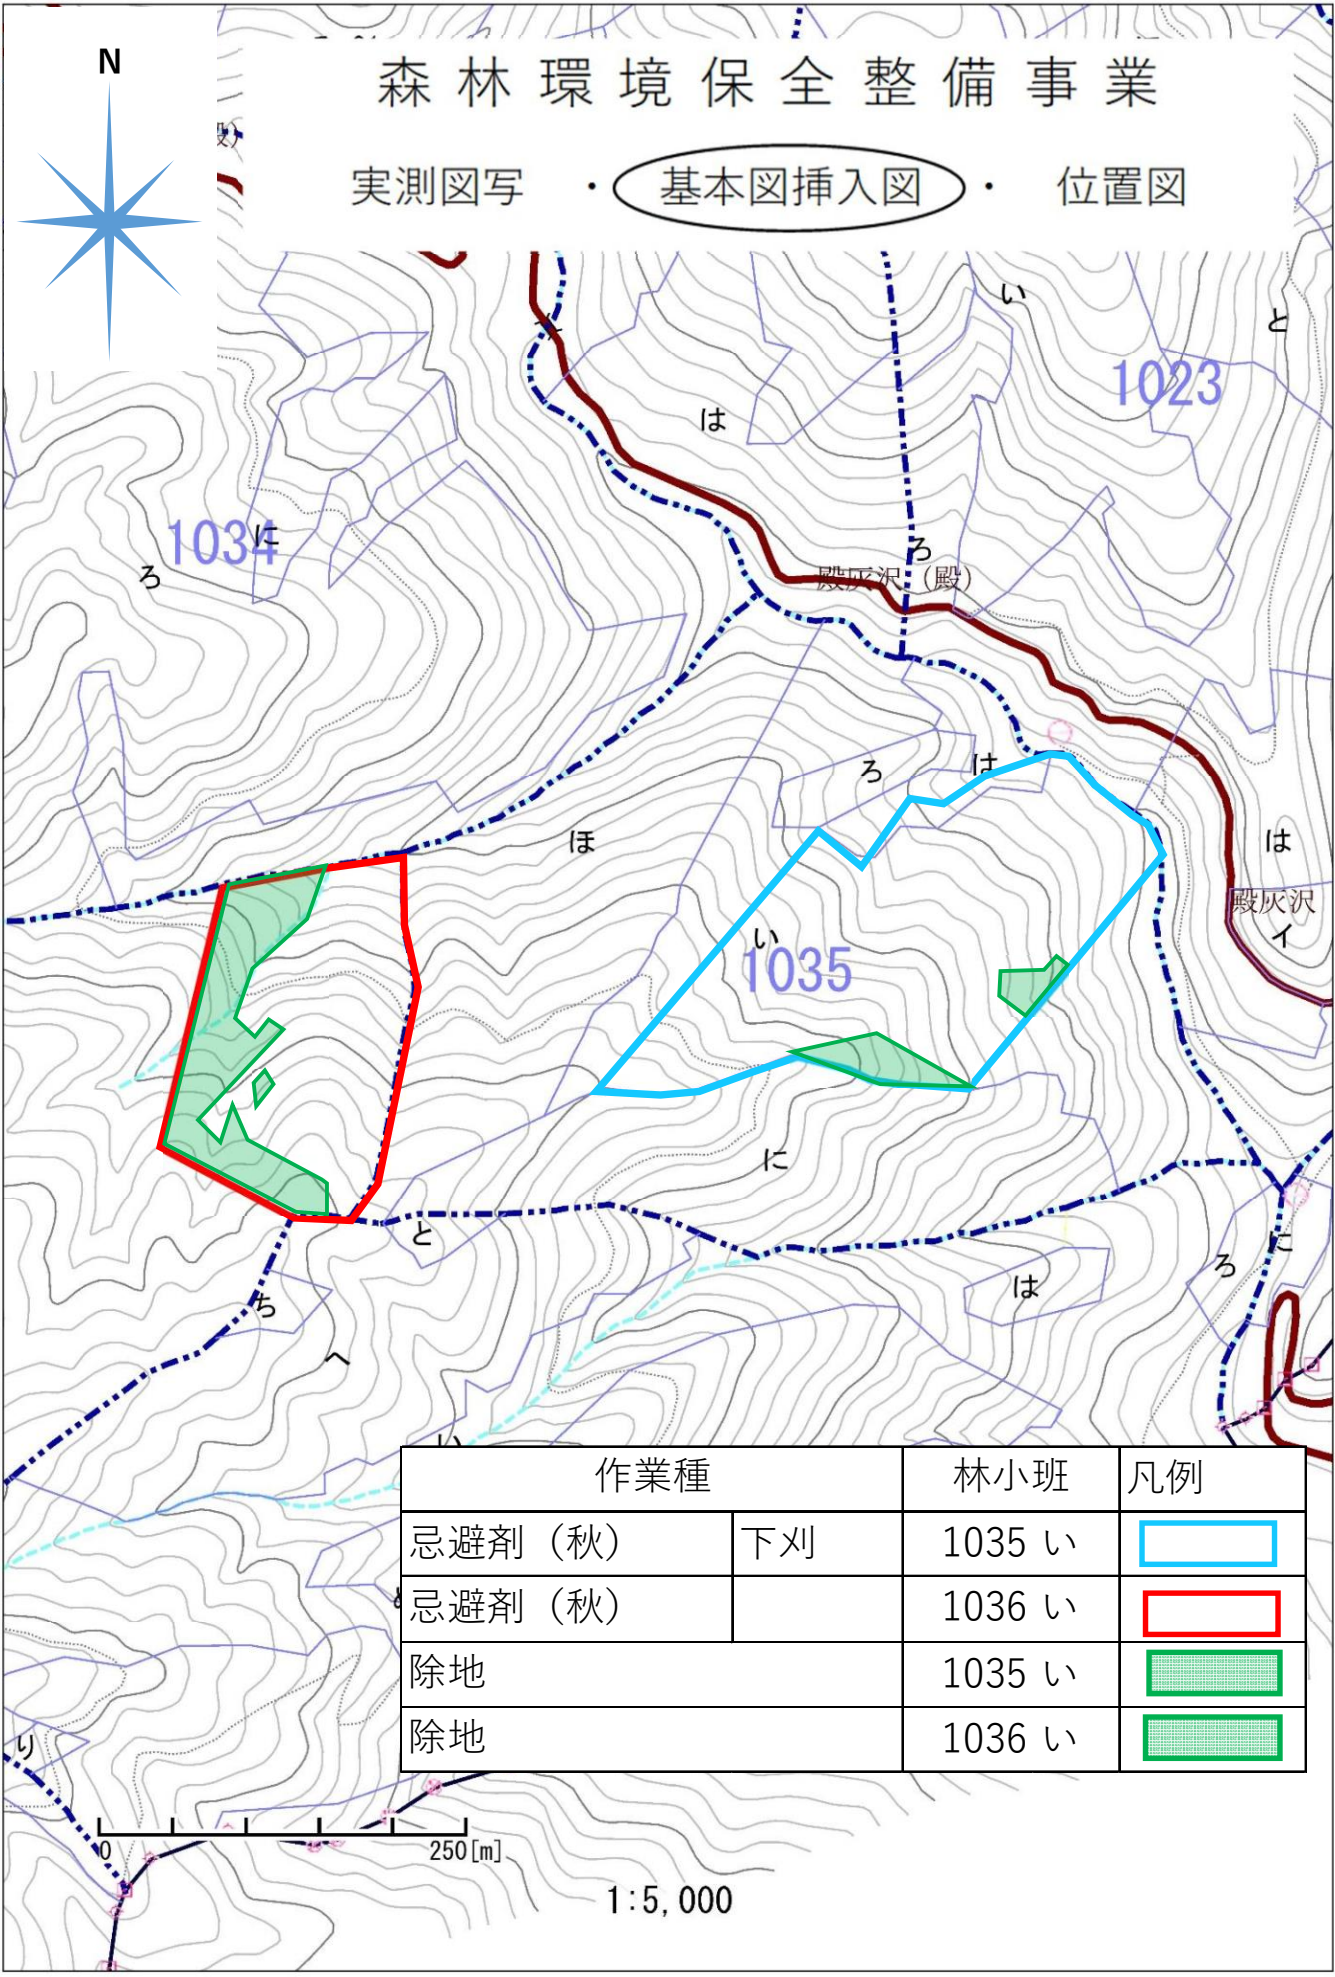 N
森林環境保全整備事業
実測図写 ・ 基本図挿入図 ・ 位置図
い
と
1023
は
1034
に
ろ
ろ
殿灰沢（殿）
ろ
は
ほ
は
殿灰沢
イ
い
1035
に
と
ち
へ
は
ろ
に
り
作業種 林小班 凡例
忌避剤（秋） 下刈 1035 い
忌避剤（秋） 1036 い
除地 1035 い
除地 1036 い
0 250[m]
1:5,000